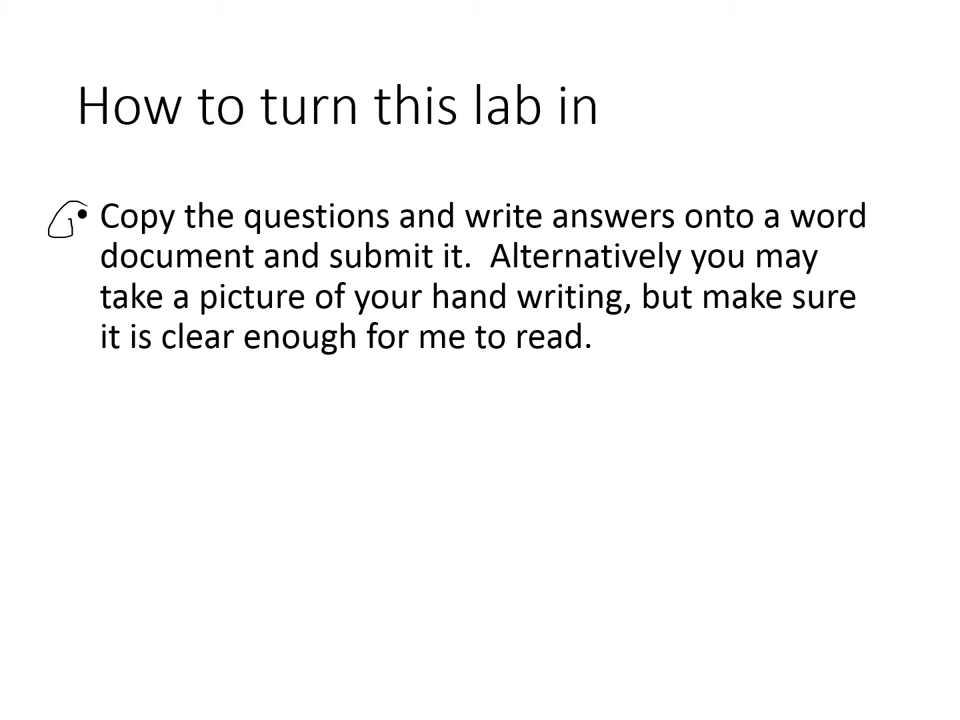 How to turn this lab in
• Copy the questions and write answers onto a word
document and submit it.  Alternatively you may
take a picture of your hand writing, but make sure
it is clear enough for me to read.